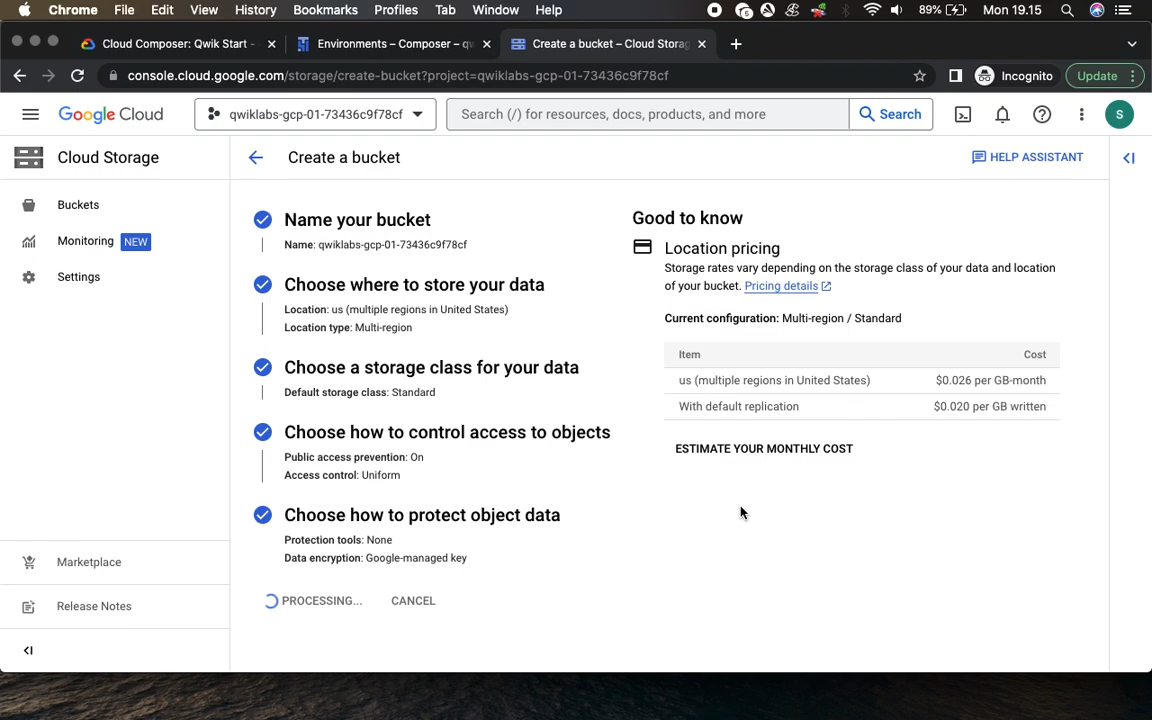 Chrome File Edit View History Bookmarks Profiles Tab Window Help 5 89% Mon 19.15
Cloud Composer: Qwik Start - Environments – Composer – qw Create a bucket – Cloud Storag
console.cloud.google.com/storage/create-bucket?project=qwiklabs-gcp-01-73436c9f78cf Incognito Update
Google Cloud qwiklabs-gcp-01-73436c9f78cf Search (/) for resources, docs, products, and more Search S
Cloud Storage Create a bucket HELP ASSISTANT
Buckets
Monitoring NEW
Settings
Marketplace
Release Notes
Name your bucket
Name: qwiklabs-gcp-01-73436c9f78cf
Choose where to store your data
Location: us (multiple regions in United States)
Location type: Multi-region
Choose a storage class for your data
Default storage class: Standard
Choose how to control access to objects
Public access prevention: On
Access control: Uniform
Choose how to protect object data
Protection tools: None
Data encryption: Google-managed key
PROCESSING... CANCEL
Good to know
Location pricing
Storage rates vary depending on the storage class of your data and location
of your bucket. Pricing details
Current configuration: Multi-region / Standard
Item Cost
us (multiple regions in United States) $0.026 per GB-month
With default replication $0.020 per GB written
ESTIMATE YOUR MONTHLY COST